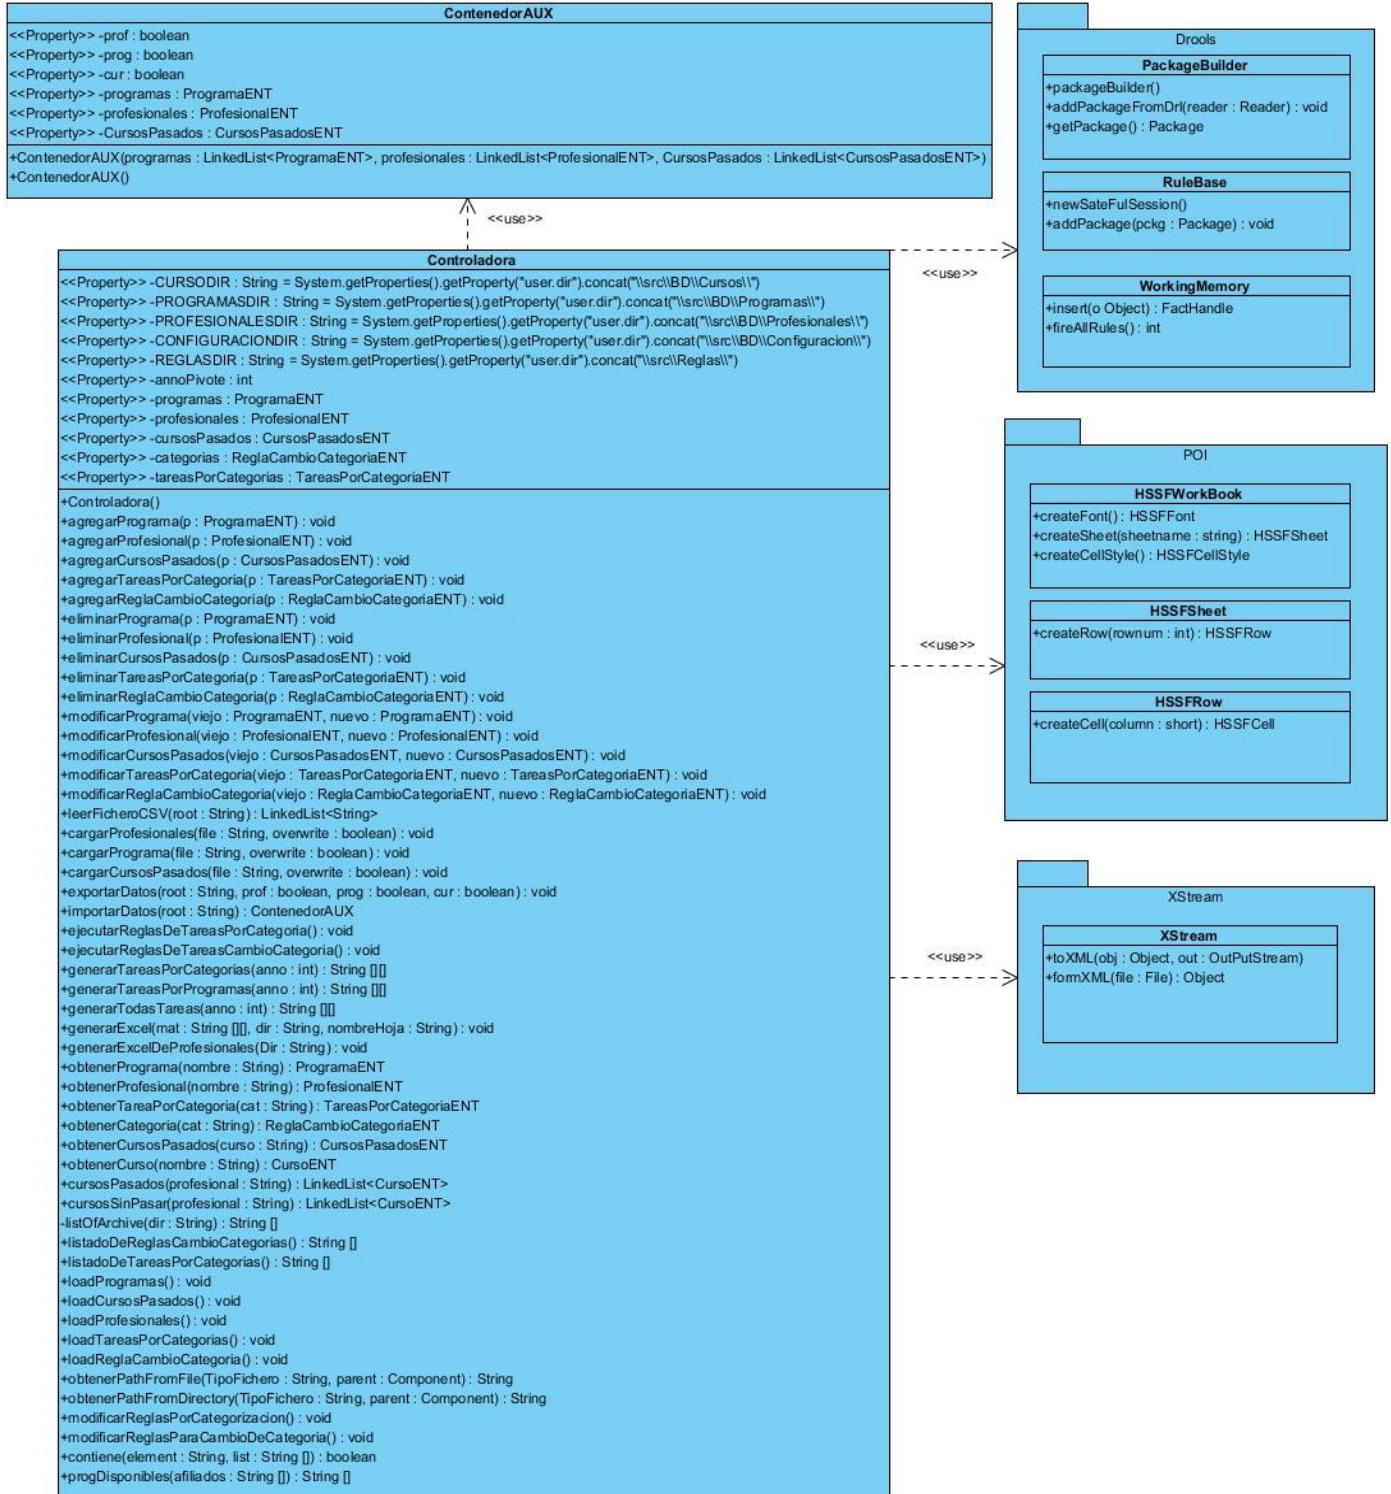 ContenedorAUX
<<Property>> -prof : boolean
<<Property>> -prog : boolean
<<Property>> -cur : boolean
<<Property>> -programas : ProgramaENT
<<Property>> -profesionales : ProfesionalENT
<<Property>> -CursosPasados : CursosPasadosENT
+ContenedorAUX(programas : LinkedList<ProgramaENT>, profesionales : LinkedList<ProfesionalENT>, CursosPasados : LinkedList<CursosPasadosENT>)
+ContenedorAUX()
<<use>>
Controladora
<<Property>> -CURSODIR : String = System.getProperties().getProperty("user.dir").concat("\\src\\BD\\Cursos\\")
<<Property>> -PROGRAMASDIR : String = System.getProperties().getProperty("user.dir").concat("\\src\\BD\\Programas\\")
<<Property>> -PROFESIONALESDIR : String = System.getProperties().getProperty("user.dir").concat("\\src\\BD\\Profesionales\\")
<<Property>> -CONFIGURACIONDIR : String = System.getProperties().getProperty("user.dir").concat("\\src\\BD\\Configuracion\\")
<<Property>> -REGLASDIR : String = System.getProperties().getProperty("user.dir").concat("\\src\\Reglas\\")
<<Property>> -annoPivote : int
<<Property>> -programas : ProgramaENT
<<Property>> -profesionales : ProfesionalENT
<<Property>> -cursosPasados : CursosPasadosENT
<<Property>> -categorias : ReglaCambioCategoriaENT
<<Property>> -tareasPorCategorias : TareasPorCategoriaENT
+Controladora()
+agregarPrograma(p : ProgramaENT) : void
+agregarProfesional(p : ProfesionalENT) : void
+agregarCursosPasados(p : CursosPasadosENT) : void
+agregarTareasPorCategoria(p : TareasPorCategoriaENT) : void
+agregarReglaCambioCategoria(p : ReglaCambioCategoriaENT) : void
+eliminarPrograma(p : ProgramaENT) : void
+eliminarProfesional(p : ProfesionalENT) : void
+eliminarCursosPasados(p : CursosPasadosENT) : void
+eliminarTareasPorCategoria(p : TareasPorCategoriaENT) : void
+eliminarReglaCambioCategoria(p : ReglaCambioCategoriaENT) : void
+modificarPrograma(viejo : ProgramaENT, nuevo : ProgramaENT) : void
+modificarProfesional(viejo : ProfesionalENT, nuevo : ProfesionalENT) : void
+modificarCursosPasados(viejo : CursosPasadosENT, nuevo : CursosPasadosENT) : void
+modificarTareasPorCategoria(viejo : TareasPorCategoriaENT, nuevo : TareasPorCategoriaENT) : void
+modificarReglaCambioCategoria(viejo : ReglaCambioCategoriaENT, nuevo : ReglaCambioCategoriaENT) : void
+leerFicheroCSV(root : String) : LinkedList<String>
+cargarProfesionales(file : String, overwrite : boolean) : void
+cargarPrograma(file : String, overwrite : boolean) : void
+cargarCursosPasados(file : String, overwrite : boolean) : void
+exportarDatos(root : String, prof : boolean, prog : boolean, cur : boolean) : void
+importarDatos(root : String) : ContenedorAUX
+ejecutarReglasDeTareasPorCategoria() : void
+ejecutarReglasDeTareasCambioCategoria() : void
+generarTareasPorCategorias(anno : int) : String [][]
+generarTareasPorProgramas(anno : int) : String [][]
+generarTodasTareas(anno : int) : String [][]
+generarExcel(mat : String [][], dir : String, nombreHoja : String) : void
+generarExcelDeProfesionales(Dir : String) : void
+obtenerPrograma(nombre : String) : ProgramaENT
+obtenerProfesional(nombre : String) : ProfesionalENT
+obtenerTareaPorCategoria(cat : String) : TareasPorCategoriaENT
+obtenerCategoria(cat : String) : ReglaCambioCategoriaENT
+obtenerCursosPasados(curso : String) : CursosPasadosENT
+obtenerCurso(nombre : String) : CursoENT
+cursosPasados(profesional : String) : LinkedList<CursoENT>
+cursosSinPasar(profesional : String) : LinkedList<CursoENT>
-listOfArchive(dir : String) : String []
+listadoDeReglasCambioCategorias() : String []
+listadoDeTareasPorCategorias() : String []
+loadProgramas() : void
+loadCursosPasados() : void
+loadProfesionales() : void
+loadTareasPorCategorias() : void
+loadReglaCambioCategoria() : void
+obtenerPathFromFile(TipoFichero : String, parent : Component) : String
+obtenerPathFromDirectory(TipoFichero : String, parent : Component) : String
+modificarReglasPorCategorizacion() : void
+modificarReglasParaCambioDeCategoria() : void
+contiene(element : String, list : String []) : boolean
+progDisponibles(afiliados : String []) : String []
<<use>>
Drools
PackageBuilder
+packageBuilder()
+addPackageFromDrl(reader : Reader) : void
+getPackage() : Package
RuleBase
+newSateFulSession()
+addPackage(pckg : Package) : void
WorkingMemory
+insert(o Object) : FactHandle
+fireAllRules() : int
<<use>>
POI
HSSFWorkBook
+createFont() : HSSFFont
+createSheet(sheetname : string) : HSSFSheet
+createCellStyle() : HSSFCellStyle
HSSFSheet
+createRow(rownum : int) : HSSFRow
HSSFRow
+createCell(column : short) : HSSFCell
<<use>>
XStream
XStream
+toXML(obj : Object, out : OutPutStream)
+formXML(file : File) : Object